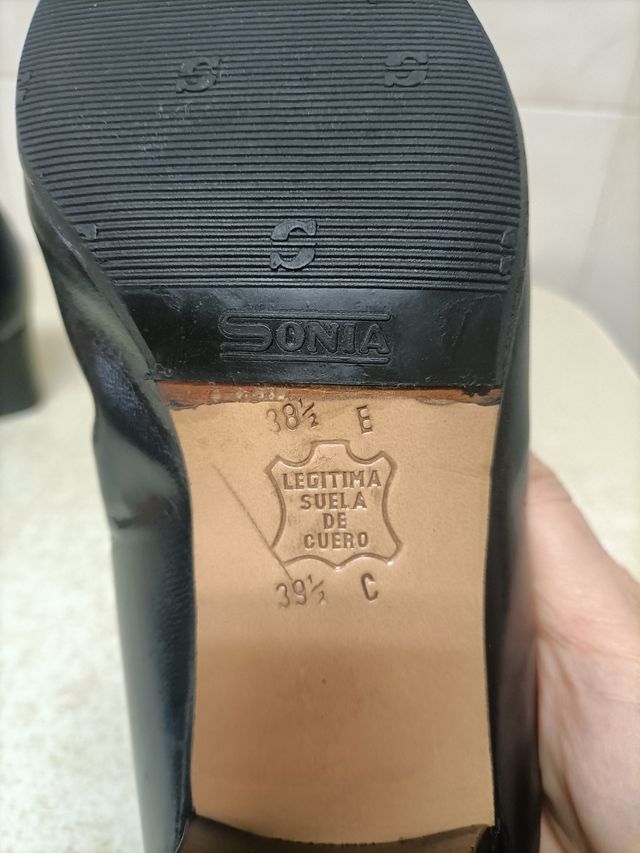 S S
S
SONIA
38½ E
LEGITIMA
SUELA
DE
CUERO
39½ C